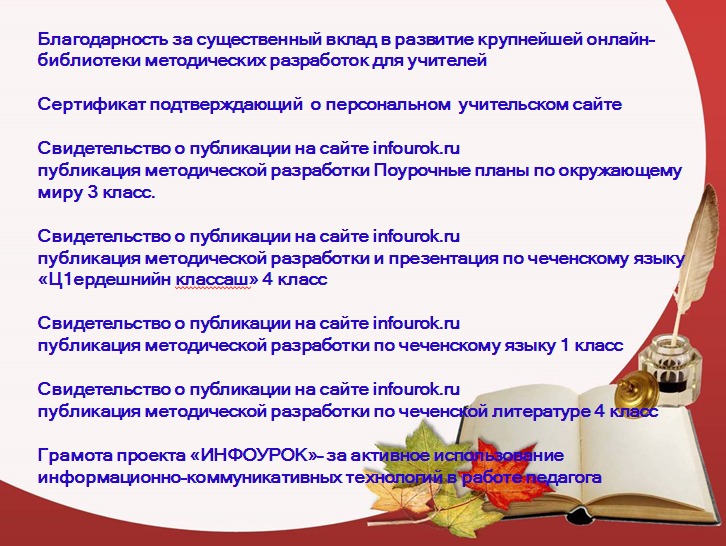 Благодарность за существенный вклад в развитие крупнейшей онлайн-
библиотеки методических разработок для учителей
Сертификат подтверждающий о персональном учительском сайте
Свидетельство о публикации на сайте infourok.ru
публикация методической разработки Поурочные планы по окружающему
миру 3 класс.
Свидетельство о публикации на сайте infourok.ru
публикация методической разработки и презентация по чеченскому языку
«Ц1ердешнийн классаш» 4 класс
Свидетельство о публикации на сайте infourok.ru
публикация методической разработки по чеченскому языку 1 класс
Свидетельство о публикации на сайте infourok.ru
публикация методической разработки по чеченской литературе 4 класс
Грамота проекта «ИНФОУРОК»- за активное использование
информационно-коммуникативных технологий в работе педагога